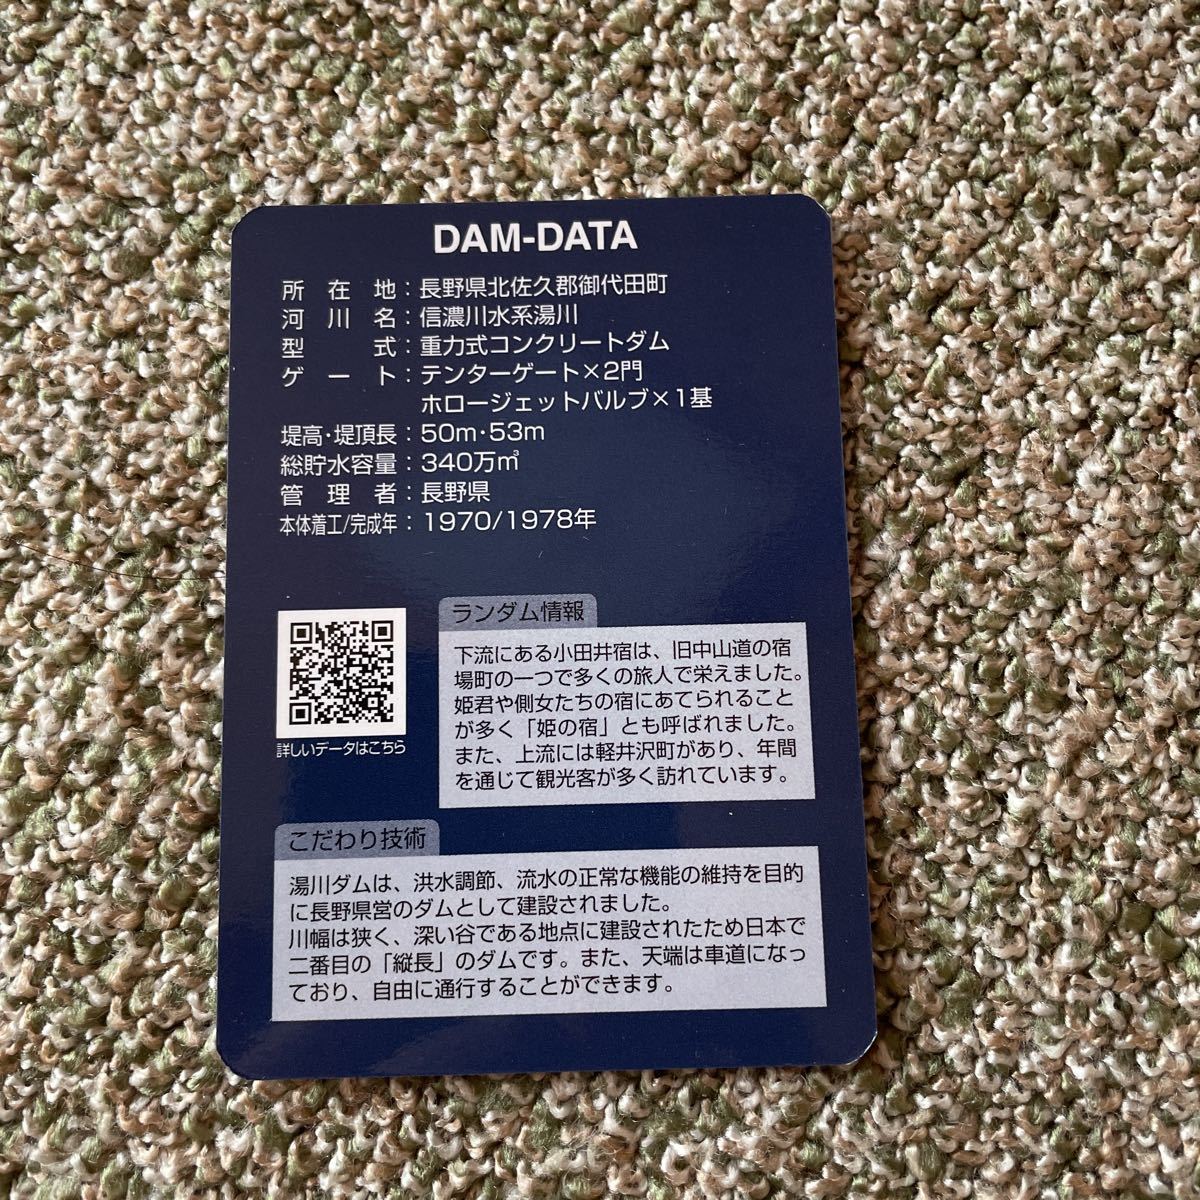 DAM-DATA
所在地：長野県北佐久郡御代田町
河川名：信濃川水系湯川
型式：重力式コンクリートダム
ゲート：テンターゲート×2門
ホロージェットバルブ×1基
堤高・堤頂長：50m・53m
総貯水容量：340万㎥
管理者：長野県
本体着工/完成年：1970/1978年
詳しいデータはこちら
ランダム情報
下流にある小田井宿は、旧中山道の宿
場町の一つで多くの旅人で栄えました。
姫君や側女たちの宿にあてられること
が多く「姫の宿」とも呼ばれました。
また、上流には軽井沢町があり、年間
を通じて観光客が多く訪れています。
こだわり技術
湯川ダムは、洪水調節、流水の正常な機能の維持を目的
に長野県営のダムとして建設されました。
川幅は狭く、深い谷である地点に建設されたため日本で
二番目の「縦長」のダムです。また、天端は車道になっ
ており、自由に通行することができます。